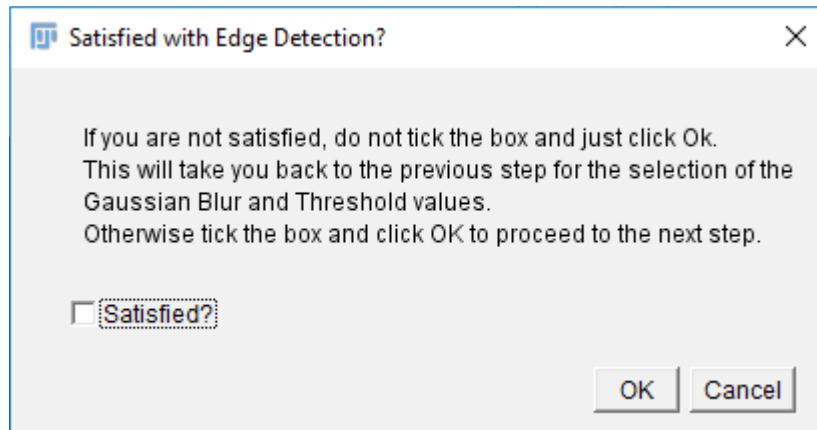 Satisfied with Edge Detection?
If you are not satisfied, do not tick the box and just click Ok.
This will take you back to the previous step for the selection of the
Gaussian Blur and Threshold values.
Otherwise tick the box and click OK to proceed to the next step.
Satisfied?
OK Cancel